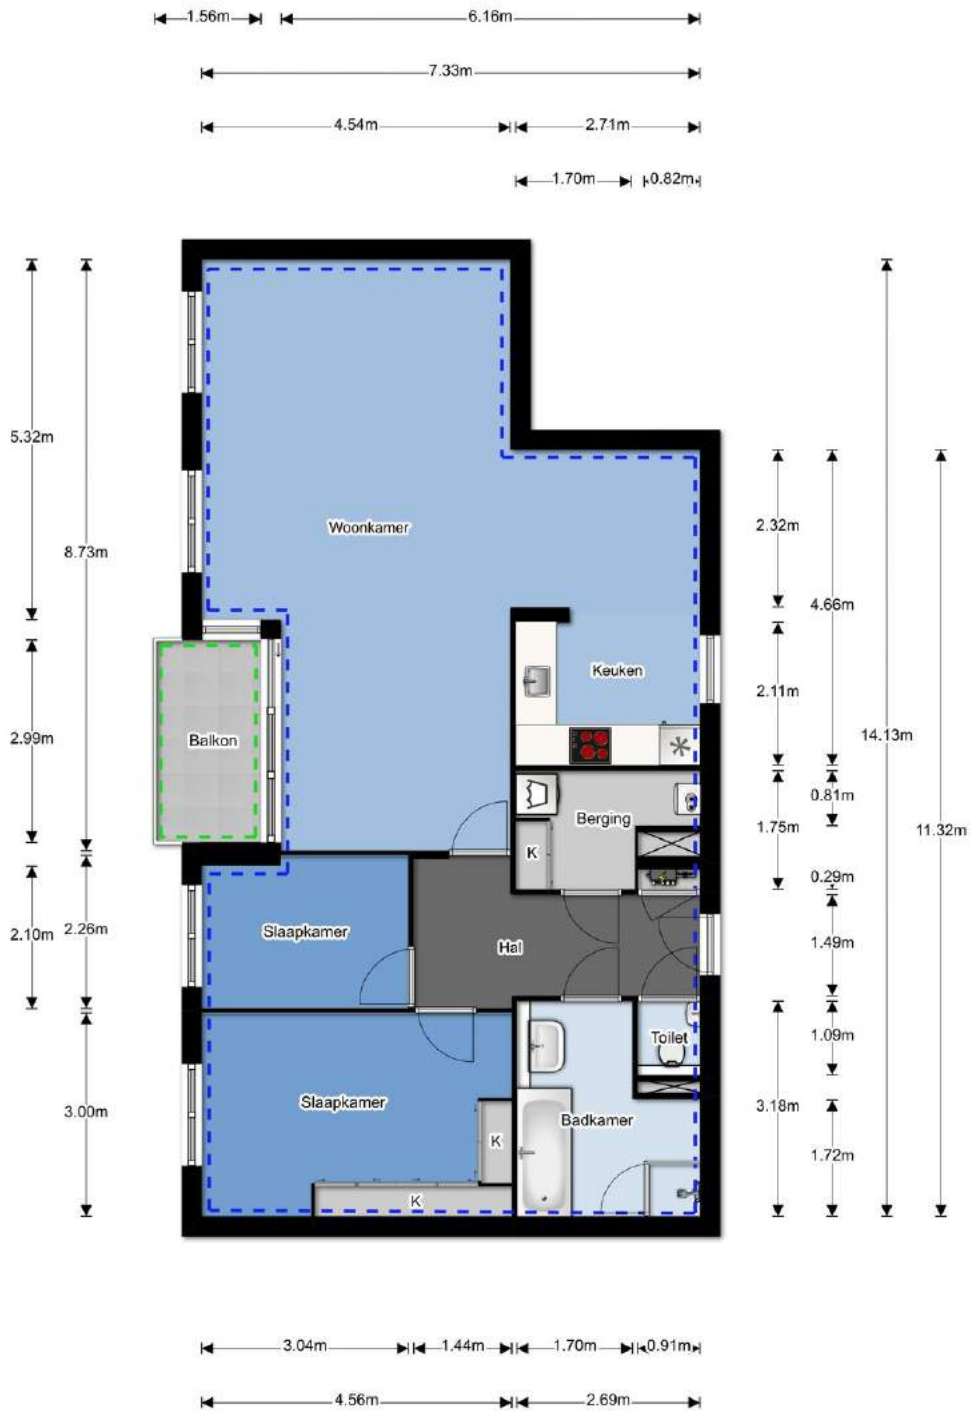 1.56m
6.16m
7.33m
4.54m
2.71m
1.70m
0.82m
5.32m
8.73m
2.99m
2.10m
2.26m
3.00m
Woonkamer
Keuken
Balkon
Berging
K
Slaapkamer
Hal
Toilet
Slaapkamer
Badkamer
K
K
2.32m
4.66m
2.11m
14.13m
0.81m
1.75m
11.32m
0.29m
1.49m
1.09m
3.18m
1.72m
3.04m
1.44m
1.70m
0.91m
4.56m
2.69m